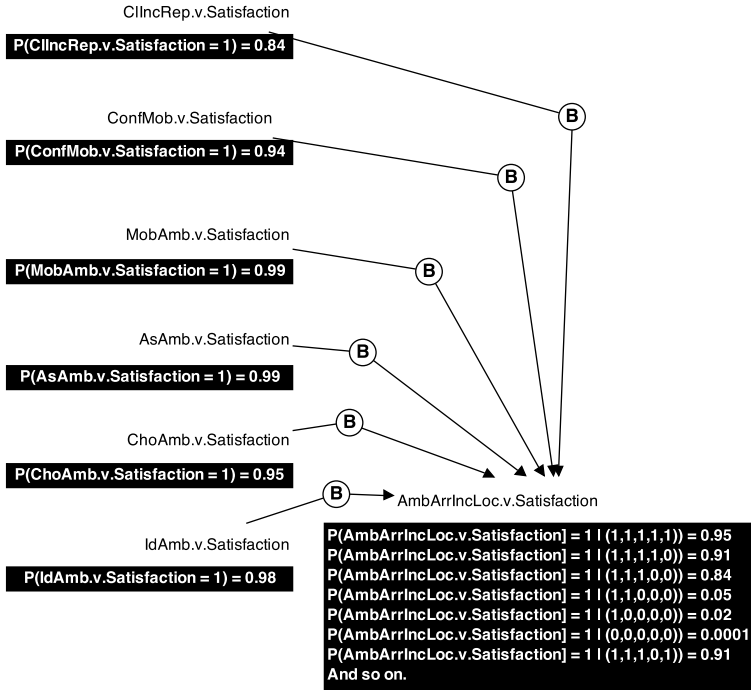 ClIncRep.v.Satisfaction
P(ClIncRep.v.Satisfaction = 1) = 0.84
B
ConfMob.v.Satisfaction
P(ConfMob.v.Satisfaction = 1) = 0.94
B
MobAmb.v.Satisfaction
P(MobAmb.v.Satisfaction = 1) = 0.99
B
AsAmb.v.Satisfaction
B
P(AsAmb.v.Satisfaction = 1) = 0.99
B
ChoAmb.v.Satisfaction
P(ChoAmb.v.Satisfaction = 1) = 0.95
B
AmbArrIncLoc.v.Satisfaction
IdAmb.v.Satisfaction
P(IdAmb.v.Satisfaction = 1) = 0.98
P(AmbArrIncLoc.v.Satisfaction] = 1 | (1,1,1,1,1)) = 0.95
P(AmbArrIncLoc.v.Satisfaction] = 1 | (1,1,1,1,0)) = 0.91
P(AmbArrIncLoc.v.Satisfaction] = 1 | (1,1,1,0,0)) = 0.84
P(AmbArrIncLoc.v.Satisfaction] = 1 | (1,1,0,0,0)) = 0.05
P(AmbArrIncLoc.v.Satisfaction] = 1 | (1,0,0,0,0)) = 0.02
P(AmbArrIncLoc.v.Satisfaction] = 1 | (0,0,0,0,0)) = 0.0001
P(AmbArrIncLoc.v.Satisfaction] = 1 | (1,1,1,0,1)) = 0.91
And so on.